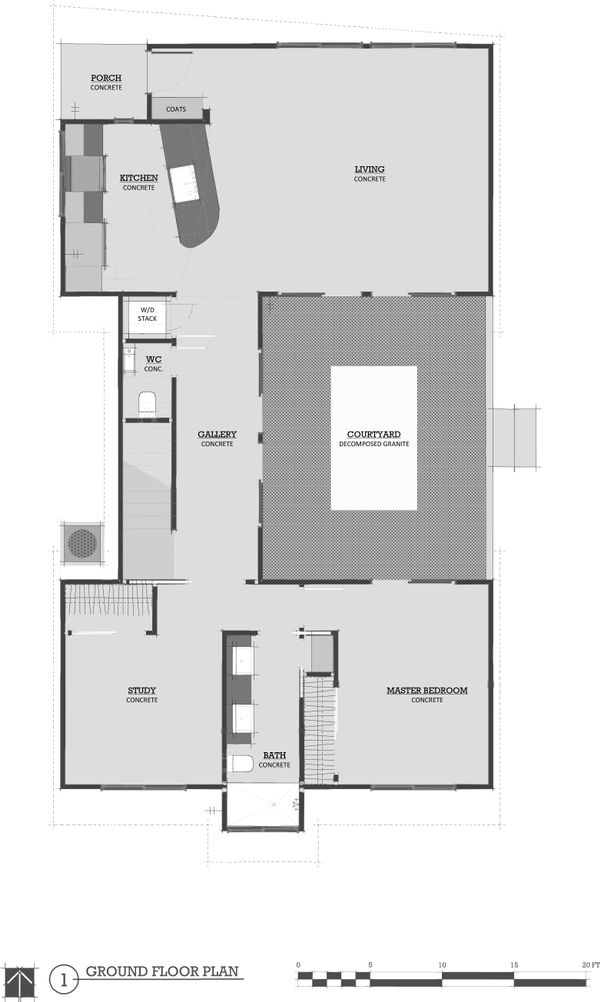 PORCH
CONCRETE
COATS
KITCHEN
CONCRETE
LIVING
CONCRETE
W/D
STACK
WC
CONC.
GALLERY
CONCRETE
COURTYARD
DECOMPOSED GRANITE
STUDY
CONCRETE
MASTER BEDROOM
CONCRETE
BATH
CONCRETE
1 GROUND FLOOR PLAN
0 5 10 15 20 FT